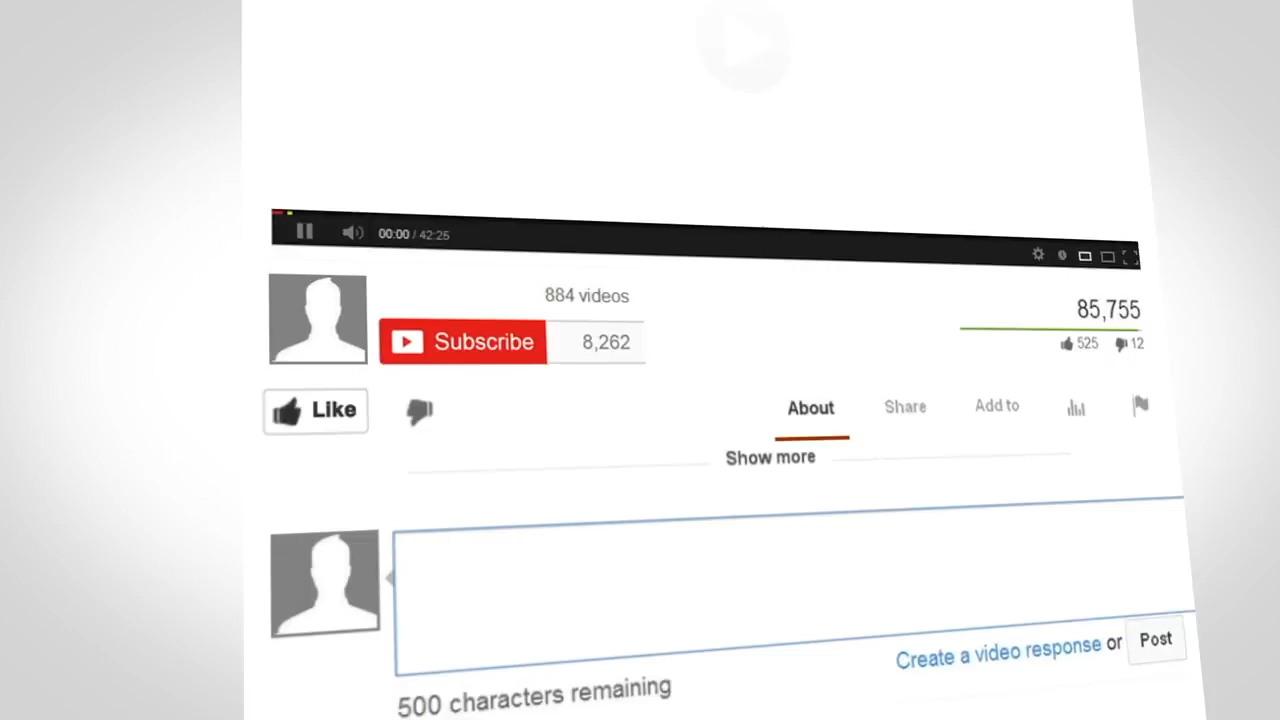 00:00 / 42:25
884 videos
Subscribe 8,262
85,755
525 12
Like
About Share Add to
Show more
Create a video response or Post
500 characters remaining